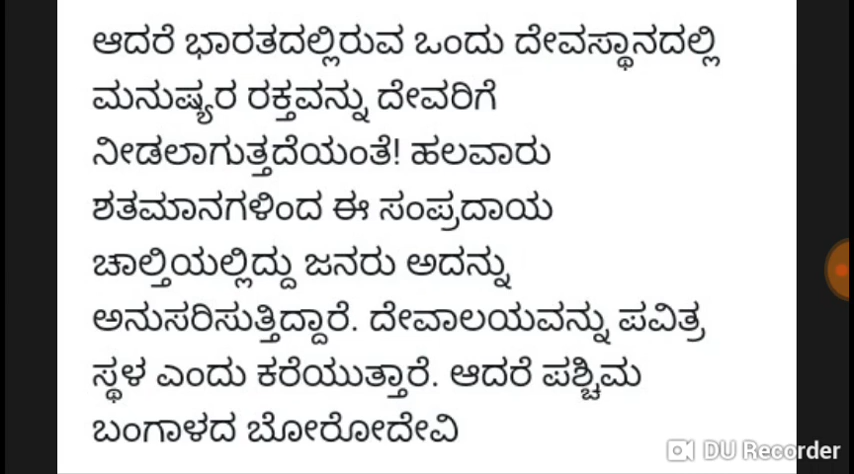 ಆದರೆ ಭಾರತದಲ್ಲಿರುವ ಒಂದು ದೇವಸ್ಥಾನದಲ್ಲಿ
ಮನುಷ್ಯರ ರಕ್ತವನ್ನು ದೇವರಿಗೆ
ನೀಡಲಾಗುತ್ತದೆಯಂತೆ! ಹಲವಾರು
ಶತಮಾನಗಳಿಂದ ಈ ಸಂಪ್ರದಾಯ
ಚಾಲ್ತಿಯಲ್ಲಿದ್ದು ಜನರು ಅದನ್ನು
ಅನುಸರಿಸುತ್ತಿದ್ದಾರೆ. ದೇವಾಲಯವನ್ನು ಪವಿತ್ರ
ಸ್ಥಳ ಎಂದು ಕರೆಯುತ್ತಾರೆ. ಆದರೆ ಪಶ್ಚಿಮ
ಬಂಗಾಳದ ಬೋರೋದೇವಿ
DU Recorder